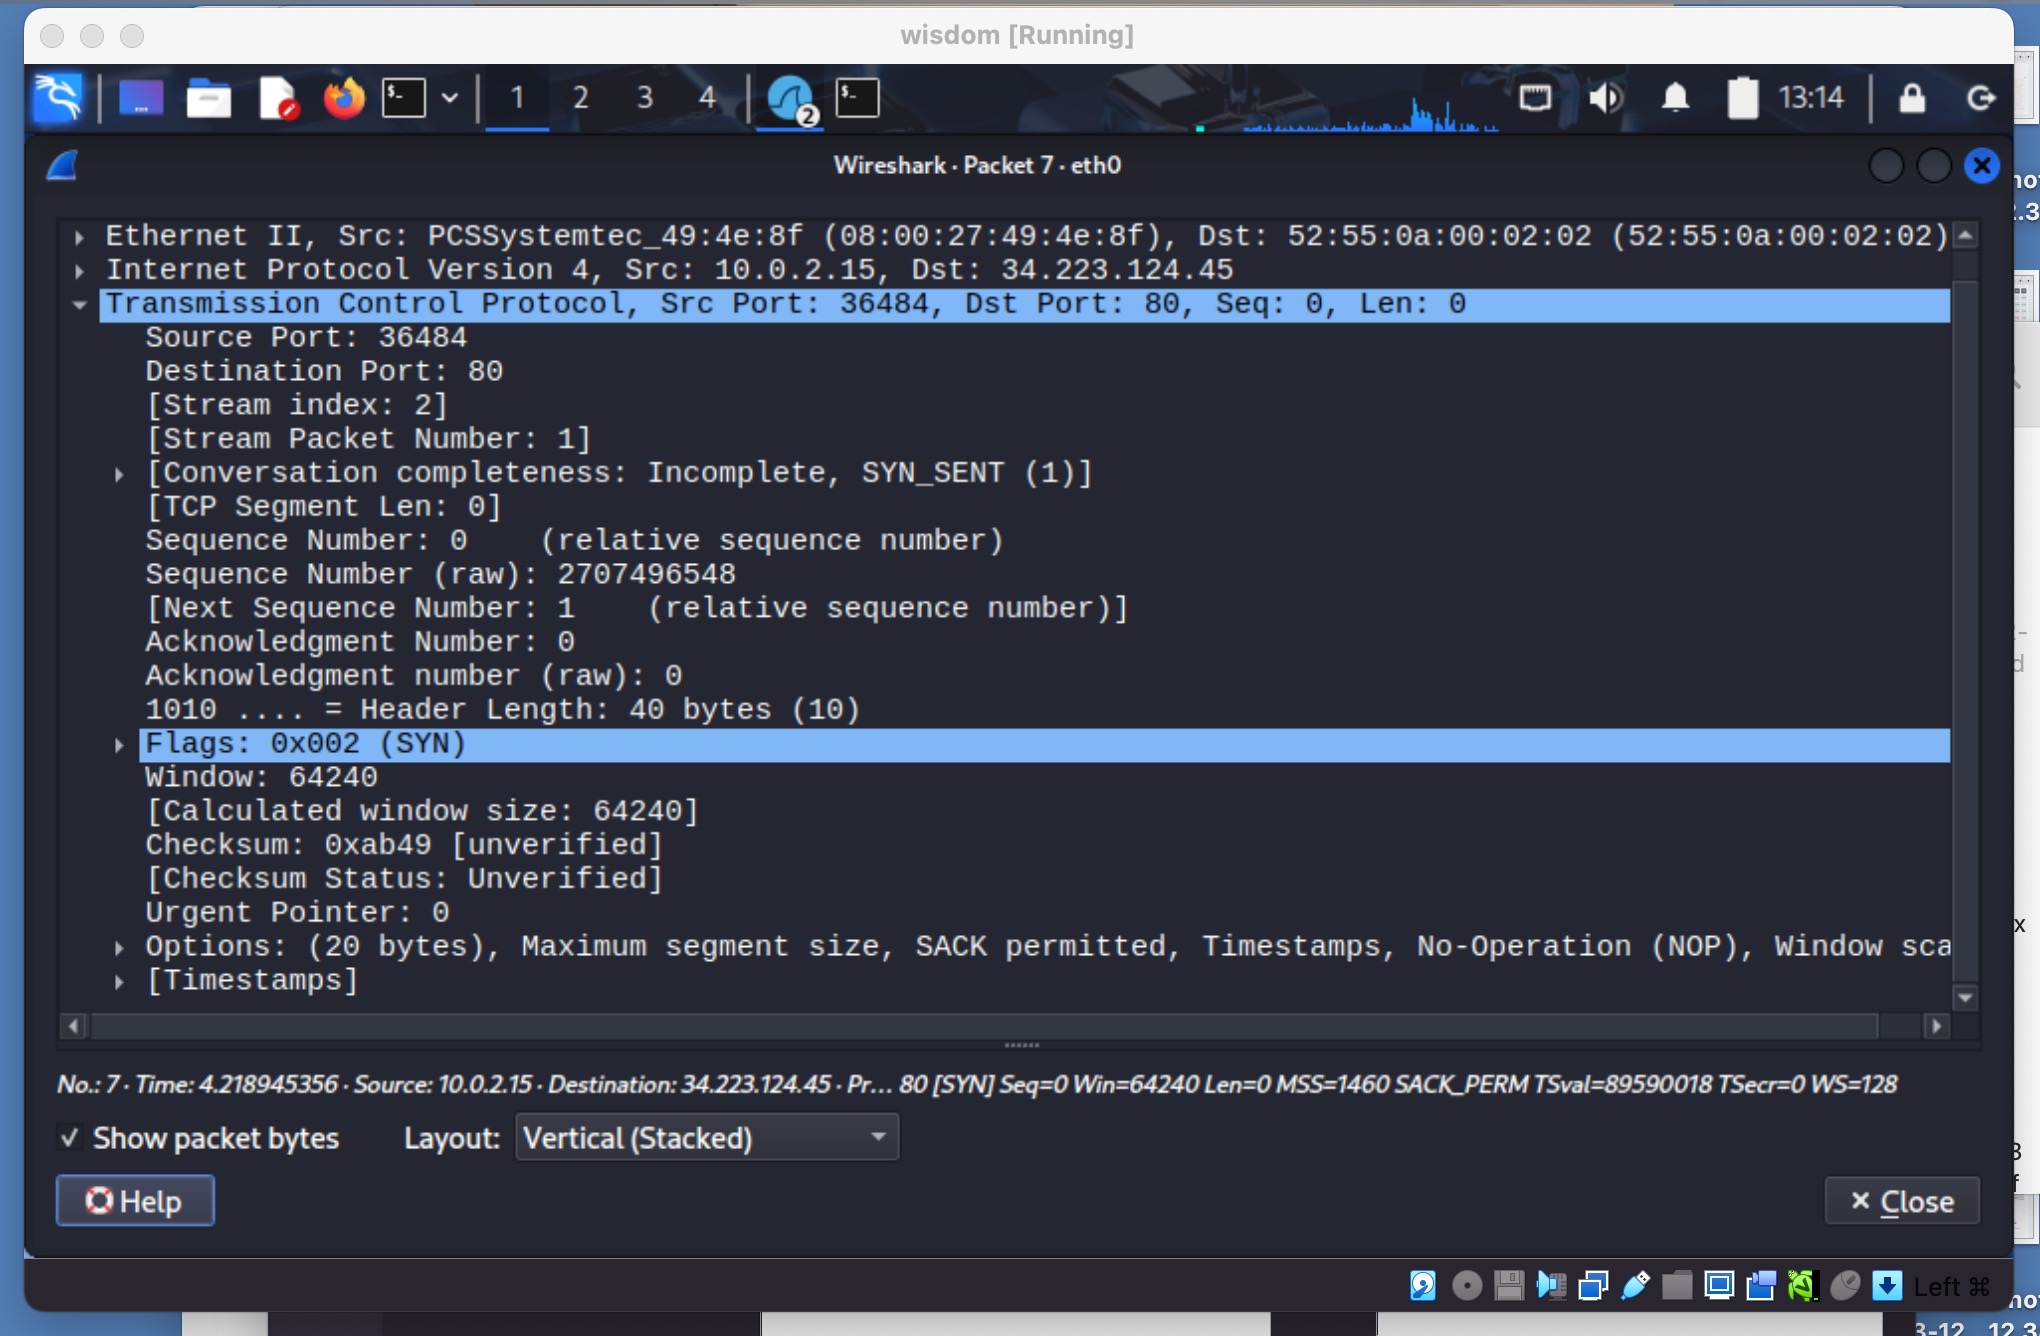 wisdom [Running]
1 2 3 4 2 13:14
Wireshark · Packet 7 · eth0
Ethernet II, Src: PCSSystemtec_49:4e:8f (08:00:27:49:4e:8f), Dst: 52:55:0a:00:02:02 (52:55:0a:00:02:02)
Internet Protocol Version 4, Src: 10.0.2.15, Dst: 34.223.124.45
Transmission Control Protocol, Src Port: 36484, Dst Port: 80, Seq: 0, Len: 0
Source Port: 36484
Destination Port: 80
[Stream index: 2]
[Stream Packet Number: 1]
[Conversation completeness: Incomplete, SYN_SENT (1)]
[TCP Segment Len: 0]
Sequence Number: 0    (relative sequence number)
Sequence Number (raw): 2707496548
[Next Sequence Number: 1    (relative sequence number)]
Acknowledgment Number: 0
Acknowledgment number (raw): 0
1010 .... = Header Length: 40 bytes (10)
Flags: 0x002 (SYN)
Window: 64240
[Calculated window size: 64240]
Checksum: 0xab49 [unverified]
[Checksum Status: Unverified]
Urgent Pointer: 0
Options: (20 bytes), Maximum segment size, SACK permitted, Timestamps, No-Operation (NOP), Window sca
[Timestamps]
No.: 7 · Time: 4.218945356 · Source: 10.0.2.15 · Destination: 34.223.124.45 · Pr... 80 [SYN] Seq=0 Win=64240 Len=0 MSS=1460 SACK_PERM TSval=89590018 TSecr=0 WS=128
Show packet bytes Layout: Vertical (Stacked)
Help
Close
Left ⌘